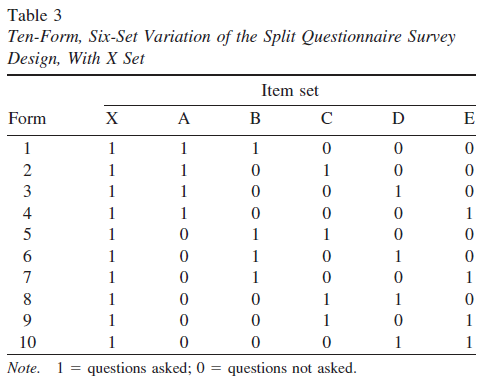 Table 3
Ten-Form, Six-Set Variation of the Split Questionnaire Survey
Design, With X Set
Item set
Form X A B C D E
1 1 1 1 0 0 0
2 1 1 0 1 0 0
3 1 1 0 0 1 0
4 1 1 0 0 0 1
5 1 0 1 1 0 0
6 1 0 1 0 1 0
7 1 0 1 0 0 1
8 1 0 0 1 1 0
9 1 0 0 1 0 1
10 1 0 0 0 1 1
Note. 1 = questions asked; 0 = questions not asked.